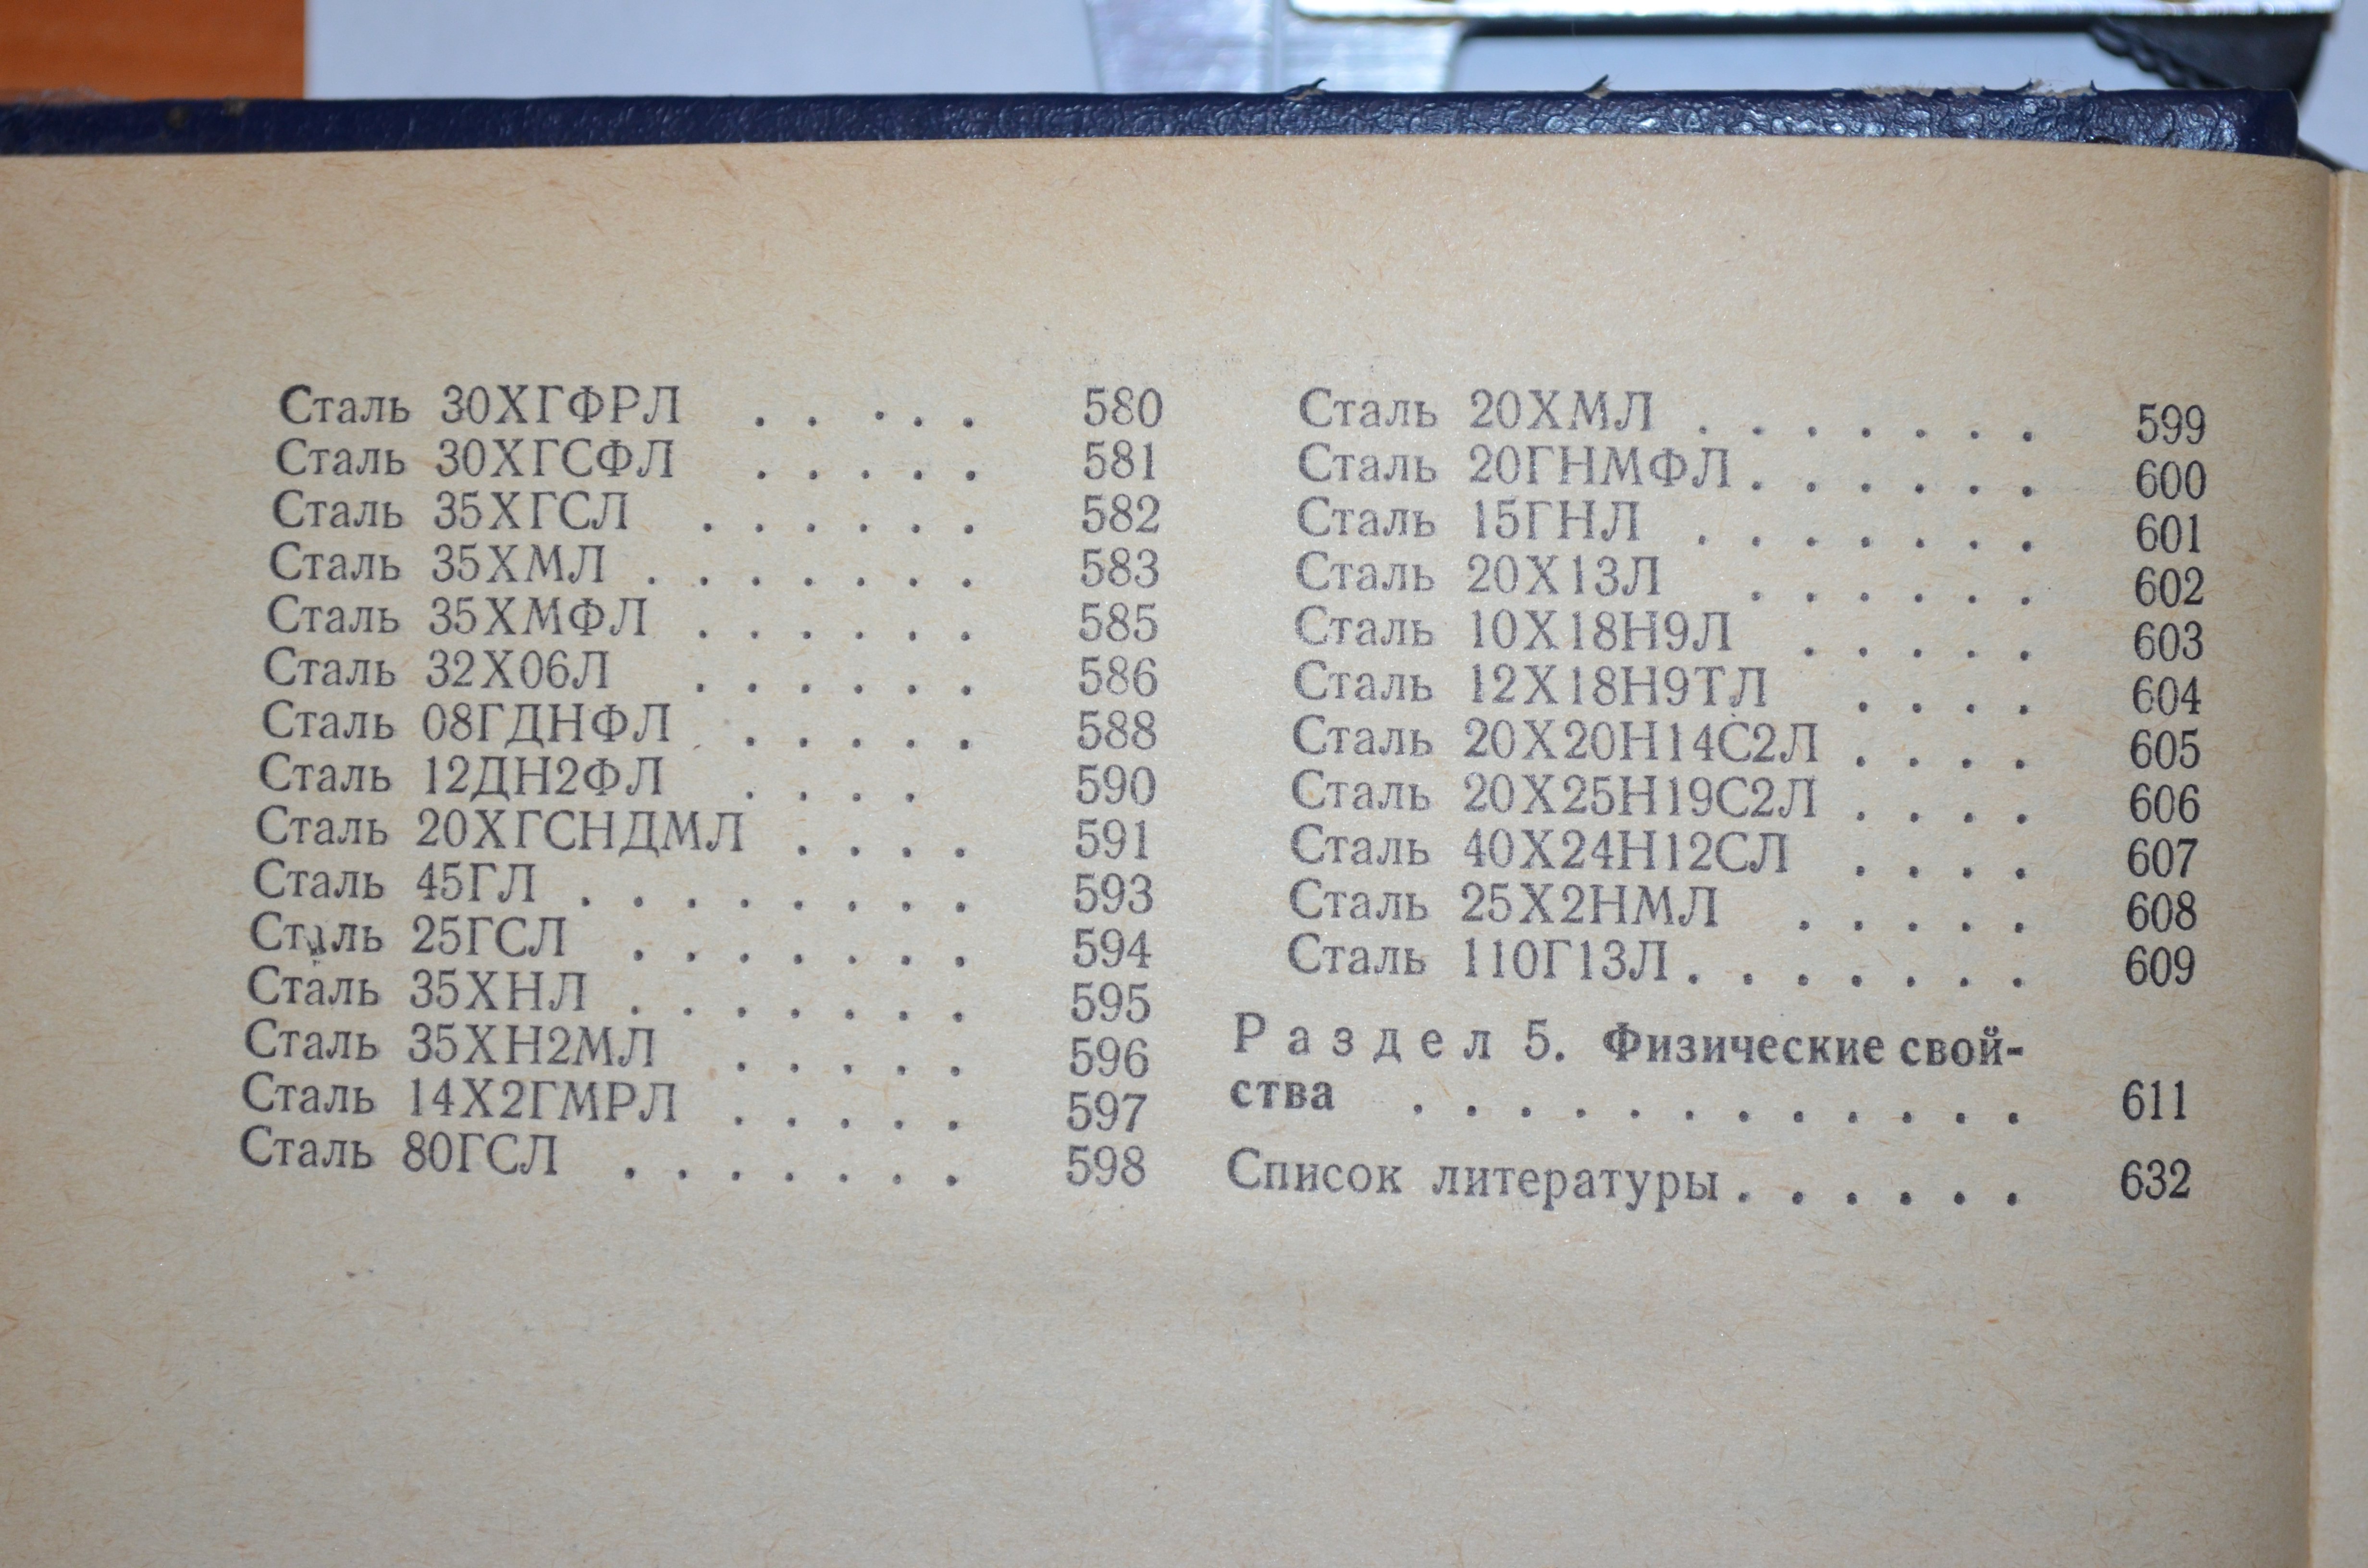 Сталь 30ХГФРЛ . . . . . 580
Сталь 30ХГСФЛ . . . . . 581
Сталь 35ХГСЛ . . . . . . 582
Сталь 35ХМЛ . . . . . . . 583
Сталь 35ХМФЛ . . . . . . 585
Сталь 32Х06Л . . . . . . 586
Сталь 08ГДНФЛ . . . . . 588
Сталь 12ДН2ФЛ . . . . 590
Сталь 20ХГСНДМЛ . . . . 591
Сталь 45ГЛ . . . . . . . . 593
Сталь 25ГСЛ . . . . . . . 594
Сталь 35ХНЛ . . . . . . . 595
Сталь 35ХН2МЛ . . . . . 596
Сталь 14Х2ГМРЛ . . . . . 597
Сталь 80ГСЛ . . . . . . . 598
Сталь 20ХМЛ . . . . . . . 599
Сталь 20ГНМФЛ . . . . . . 600
Сталь 15ГНЛ . . . . . . . 601
Сталь 20Х13Л . . . . . . 602
Сталь 10Х18Н9Л . . . . . 603
Сталь 12Х18Н9ТЛ . . . . 604
Сталь 20Х20Н14С2Л . . . . 605
Сталь 20Х25Н19С2Л . . . . 606
Сталь 40Х24Н12СЛ . . . . 607
Сталь 25Х2НМЛ . . . . . 608
Сталь 110Г13Л . . . . . . . 609
Раздел 5. Физические свой-
ства . . . . . . . . . . . . 611
Список литературы . . . . . . 632